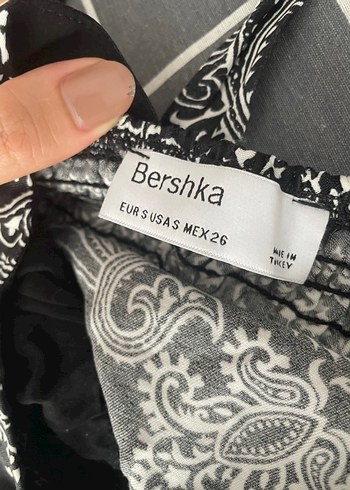 Bershka
EUR S USA S MEX 26
MADE IN
TURKEY